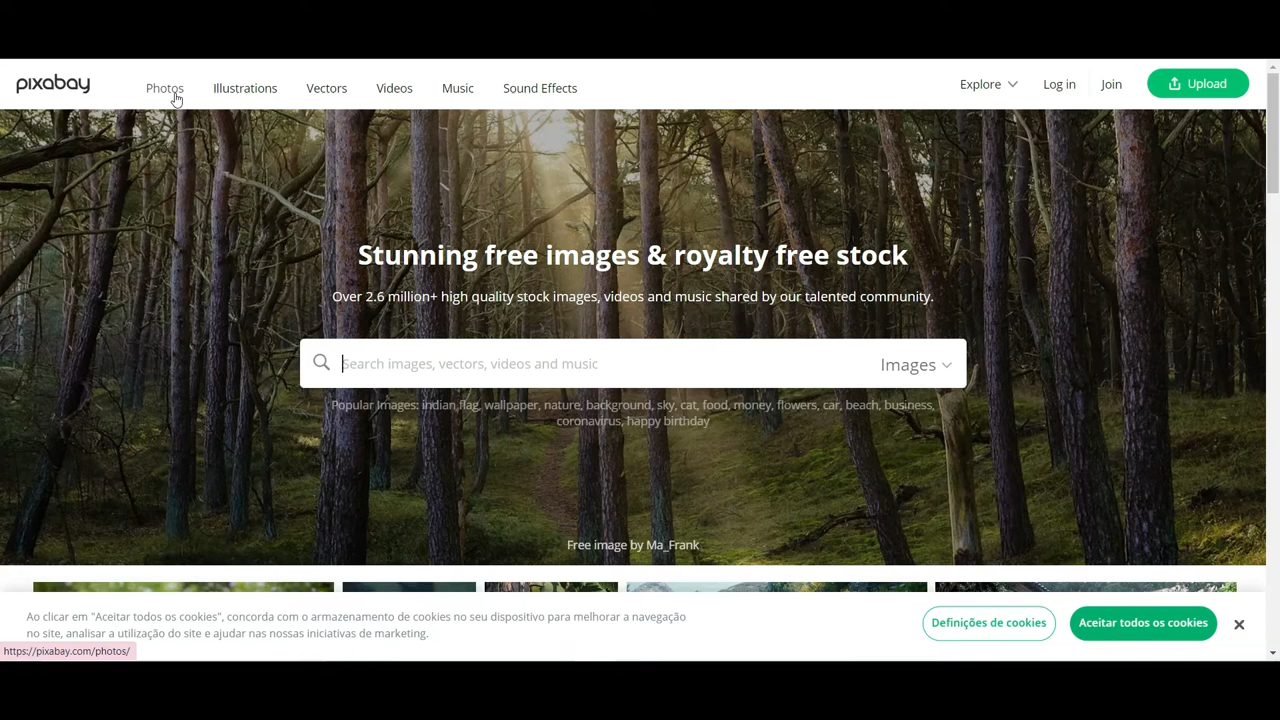 pixabay
Photos
Illustrations
Vectors
Videos
Music
Sound Effects
Explore
Log in
Join
Upload
Stunning free images & royalty free stock
Over 2.6 million+ high quality stock images, videos and music shared by our talented community.
Search images, vectors, videos and music
Images
Popular Images: indian flag, wallpaper, nature, background, sky, cat, food, money, flowers, car, beach, business,
coronavirus, happy birthday
Free image by Ma_Frank
Ao clicar em "Aceitar todos os cookies", concorda com o armazenamento de cookies no seu dispositivo para melhorar a navegação
no site, analisar a utilização do site e ajudar nas nossas iniciativas de marketing.
Definições de cookies
Aceitar todos os cookies
https://pixabay.com/photos/